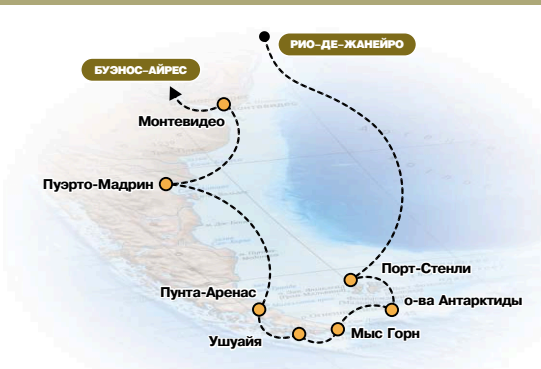 РИО-ДЕ-ЖАНЕЙРО
БУЭНОС-АЙРЕС
Монтевидео
Пуэрто-Мадрин
Порт-Стенли
Пунта-Аренас
о-ва Антарктиды
Мыс Горн
Ушуайя